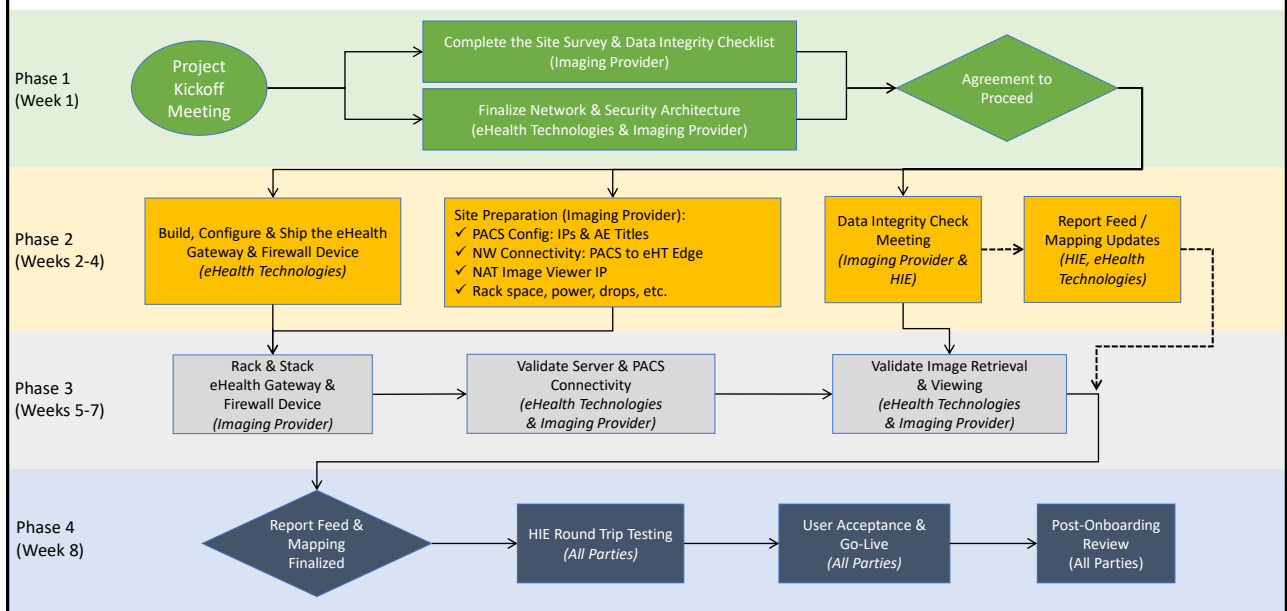 Phase 1
(Week 1)
Project
Kickoff
Meeting
Complete the Site Survey & Data Integrity Checklist
(Imaging Provider)
Finalize Network & Security Architecture
(eHealth Technologies & Imaging Provider)
Agreement to
Proceed
Phase 2
(Weeks 2-4)
Build, Configure & Ship the eHealth
Gateway & Firewall Device
(eHealth Technologies)
Site Preparation (Imaging Provider):
✓ PACS Config: IPs & AE Titles
✓ NW Connectivity: PACS to eHT Edge
✓ NAT Image Viewer IP
✓ Rack space, power, drops, etc.
Data Integrity Check
Meeting
(Imaging Provider &
HIE)
Report Feed /
Mapping Updates
(HIE, eHealth
Technologies)
Phase 3
(Weeks 5-7)
Rack & Stack
eHealth Gateway &
Firewall Device
(Imaging Provider)
Validate Server & PACS
Connectivity
(eHealth Technologies
& Imaging Provider)
Validate Image Retrieval
& Viewing
(eHealth Technologies
& Imaging Provider)
Phase 4
(Week 8)
Report Feed &
Mapping
Finalized
HIE Round Trip Testing
(All Parties)
User Acceptance &
Go-Live
(All Parties)
Post-Onboarding
Review
(All Parties)